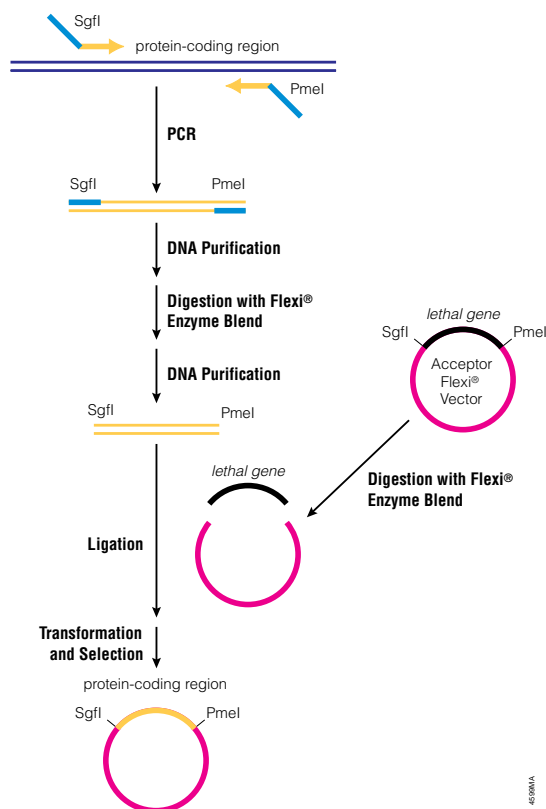 SgfI
protein-coding region
PmeI
PCR
SgfI
PmeI
DNA Purification
Digestion with Flexi®
Enzyme Blend
DNA Purification
lethal gene
SgfI
PmeI
Acceptor
Flexi®
Vector
SgfI
PmeI
lethal gene
Digestion with Flexi®
Enzyme Blend
Ligation
Transformation
and Selection
protein-coding region
SgfI
PmeI
4599MA